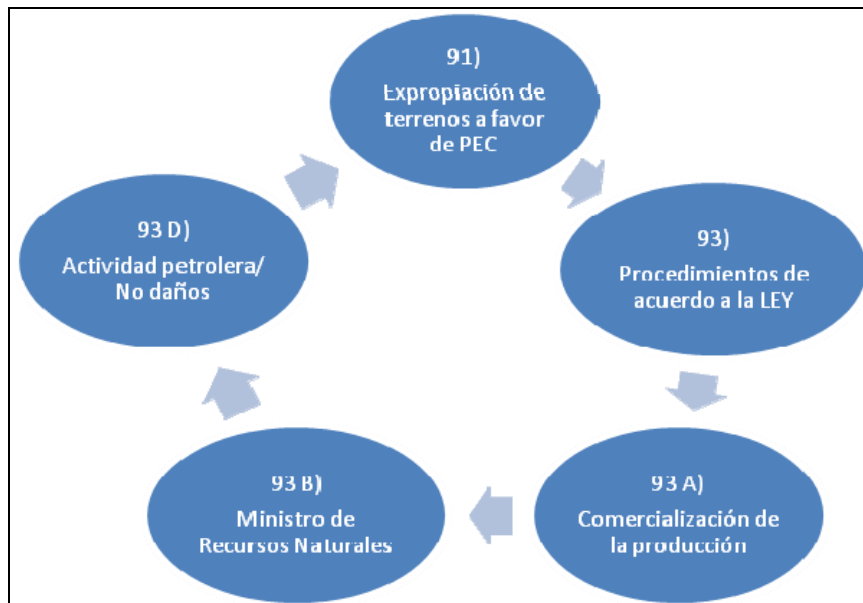 91)
Expropiación de
terrenos a favor
de PEC
93)
Procedimientos de
acuerdo a la LEY
93 A)
Comercialización de
la producción
93 B)
Ministro de
Recursos Naturales
93 D)
Actividad petrolera/
No daños